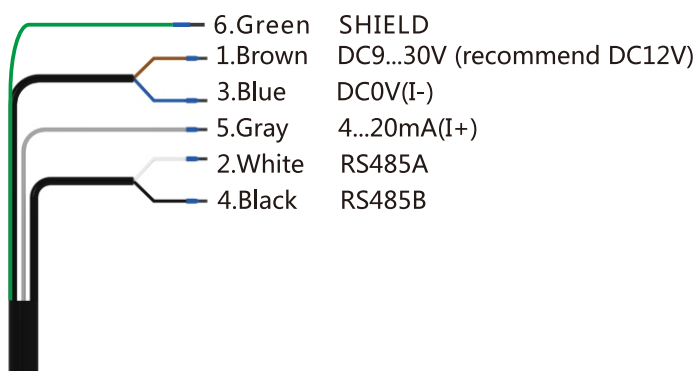 6.Green SHIELD
1.Brown DC9...30V (recommend DC12V)
3.Blue DC0V(I-)
5.Gray 4...20mA(I+)
2.White RS485A
4.Black RS485B